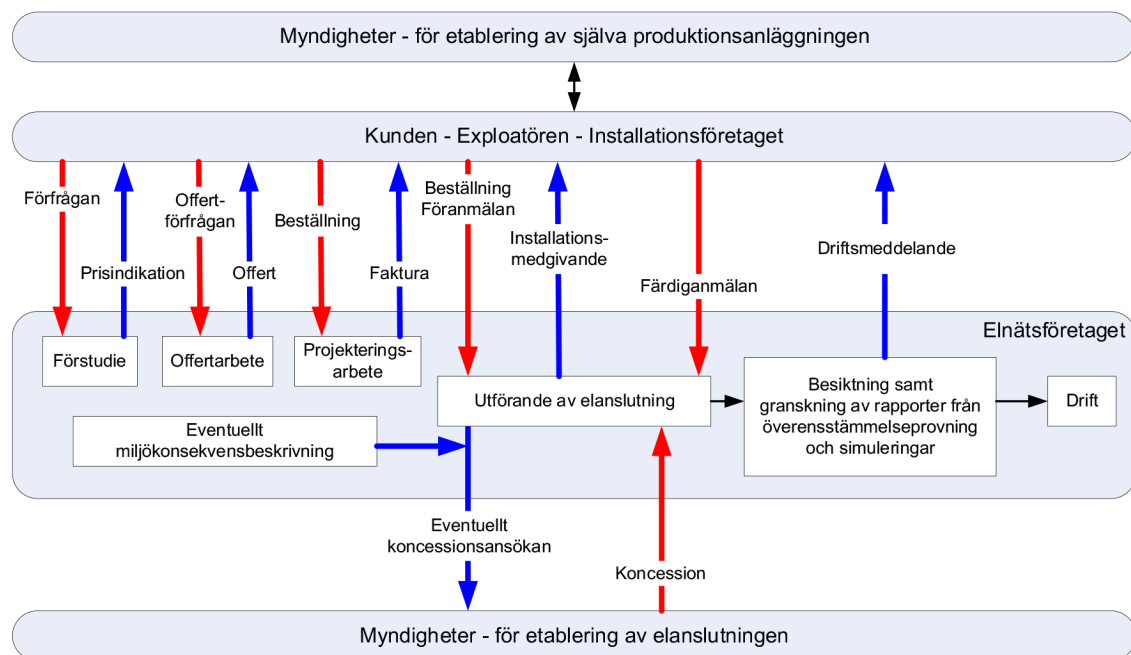 Myndigheter - för etablering av själva produktionsanläggningen
Kunden - Exploatören - Installationsföretaget
Förfrågan
Prisindikation
Offert-
förfrågan
Offert
Beställning
Faktura
Beställning
Föranmälan
Installations-
medgivande
Färdiganmälan
Driftsmeddelande
Elnätsföretaget
Förstudie
Offertarbete
Projekterings-
arbete
Utförande av elanslutning
Besiktning samt
granskning av rapporter från
överensstämmelseprovning
och simuleringar
Drift
Eventuellt
miljökonsekvensbeskrivning
Eventuellt
koncessionsansökan
Koncession
Myndigheter - för etablering av elanslutningen